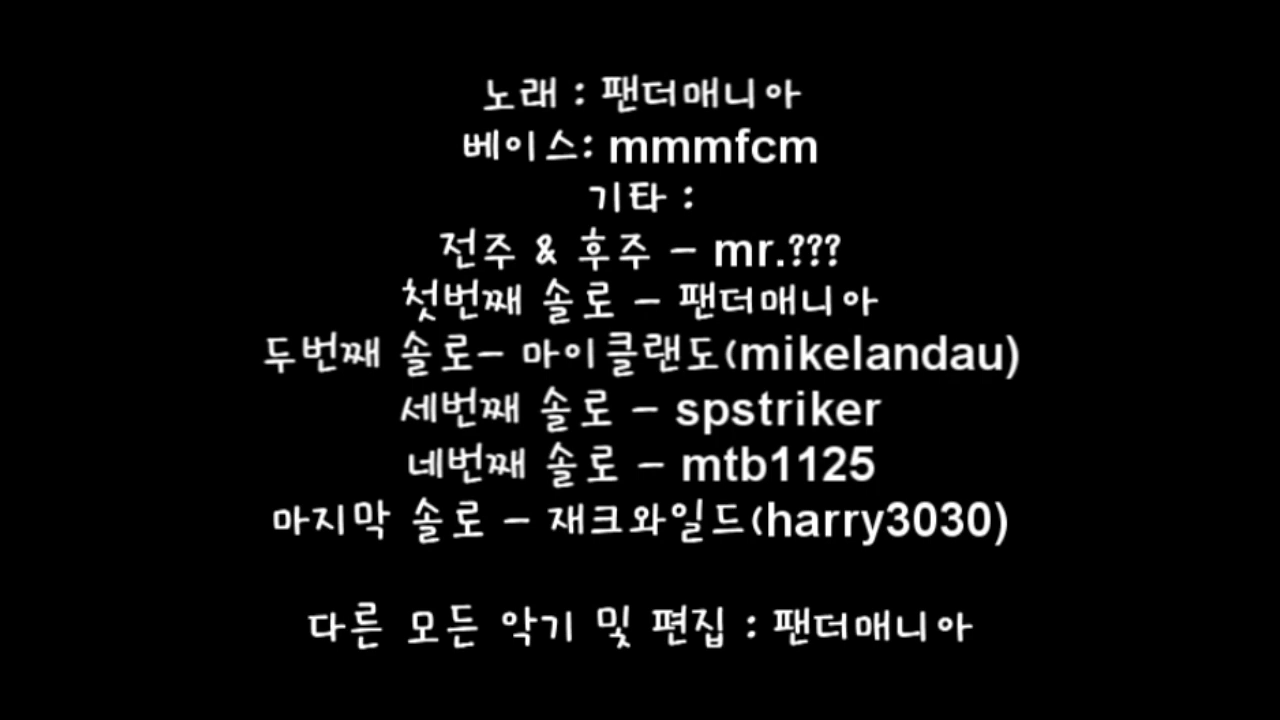 노래 : 팬더매니아
베이스: mmmfcm
기타 :
전주 & 후주 - mr.???
첫번째 솔로 - 팬더매니아
두번째 솔로- 마이클랜도(mikelandau)
세번째 솔로 - spstriker
네번째 솔로 - mtb1125
마지막 솔로 - 재크와일드(harry3030)
다른 모든 악기 및 편집 : 팬더매니아